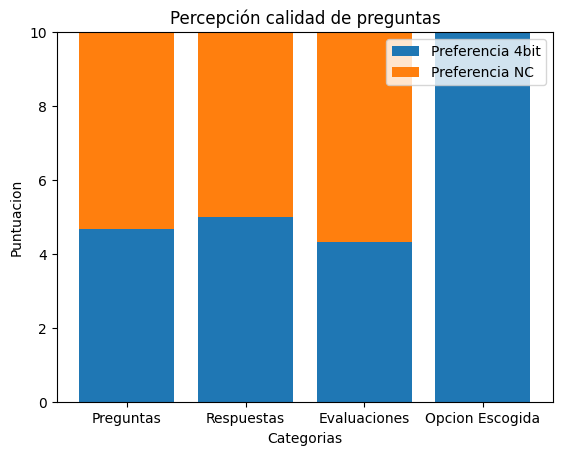 Percepción calidad de preguntas
Preferencia 4bit
Preferencia NC
10
8
6
4
2
0
Puntuacion
Preguntas
Respuestas
Evaluaciones
Opcion Escogida
Categorias